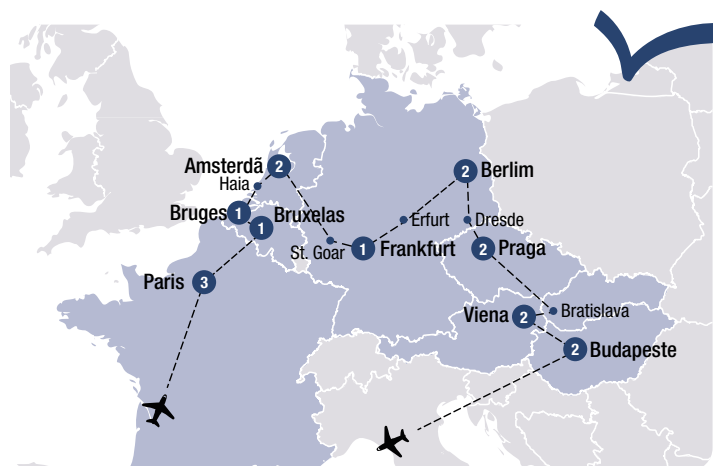 Amsterdã 2
Haia
Bruges 1
Bruxelas
1
St. Goar
1 Frankfurt
Erfurt
2 Berlim
Dresde
2 Praga
Paris 3
Viena 2
Bratislava
2 Budapeste